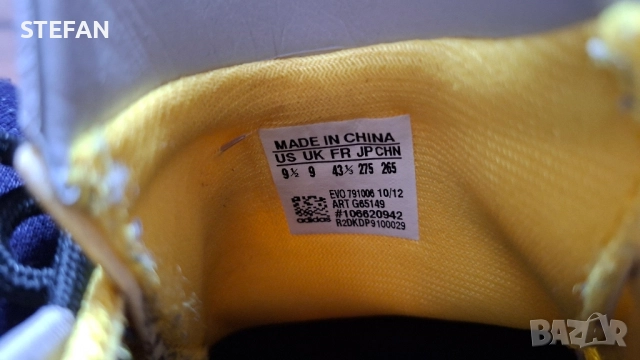 STEFAN
MADE IN CHINA
US UK FR JP CHN
9½ 9 43⅓ 275 265
EVO 791006 10/12
ART G65149
#106620942
adidas R2DKDP9100029
BAZAR